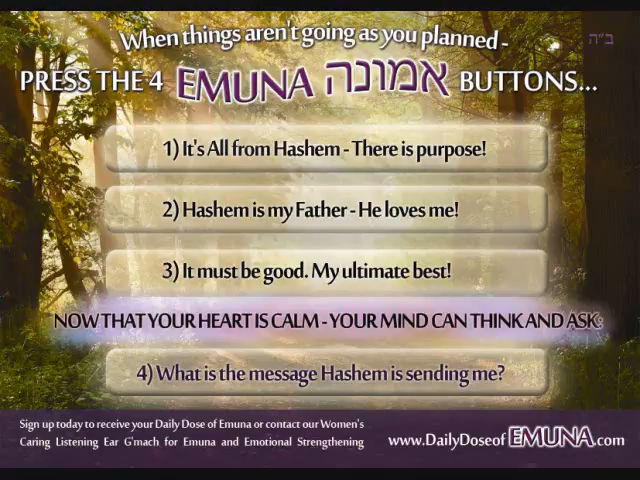 ב״ה
When things aren't going as you planned -
PRESS THE 4 EMUNA אמונה BUTTONS...
1) It's All from Hashem - There is purpose!
2) Hashem is my Father - He loves me!
3) It must be good. My ultimate best!
NOW THAT YOUR HEART IS CALM - YOUR MIND CAN THINK AND ASK:
4) What is the message Hashem is sending me?
Sign up today to receive your Daily Dose of Emuna or contact our Women's
Caring Listening Ear G'mach for Emuna and Emotional Strengthening
www.DailyDoseofEMUNA.com